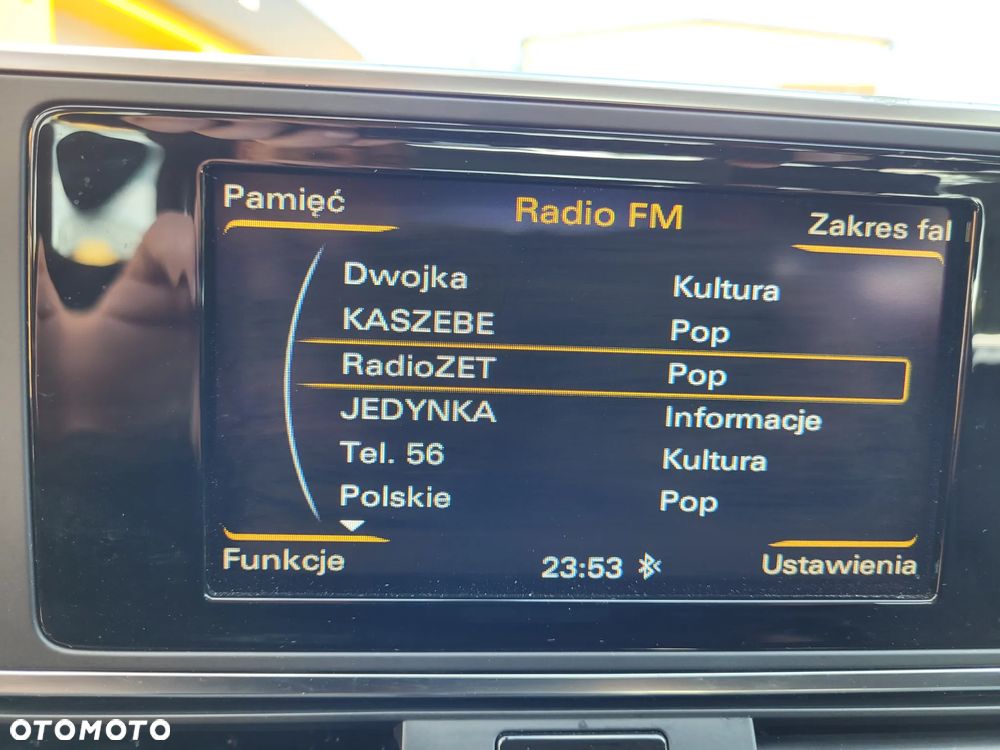 Pamięć Radio FM Zakres fal
Dwojka Kultura
KASZEBE Pop
RadioZET Pop
JEDYNKA Informacje
Tel. 56 Kultura
Polskie Pop
Funkcje 23:53 Ustawienia
OTOMOTO